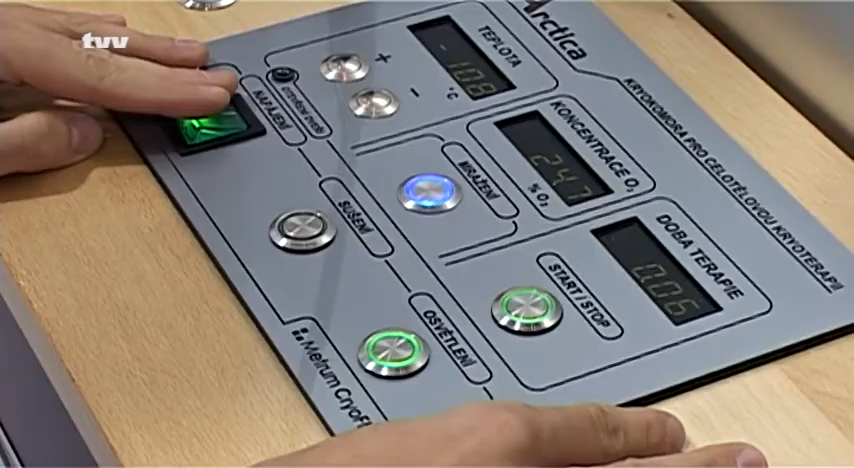 tvv
Arctica
KRYOKOMORA PRO CELOTĚLOVOU KRYOTERAPII
TEPLOTA
-108
°C
+
-
NAPÁJENÍ
KONCENTRACE O₂
24.7
% O₂
MRAŽENÍ
SUŠENÍ
DOBA TERAPIE
0.06
START / STOP
OSVĚTLENÍ
Metrum CryoFl